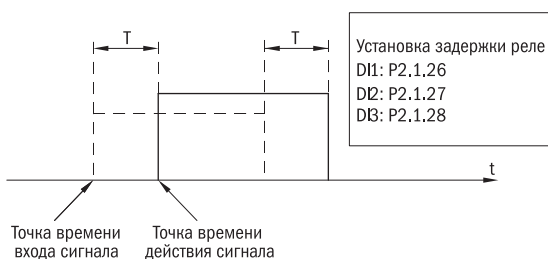 T
T
Установка задержки реле
DI1: P2.1.26
DI2: P2.1.27
DI3: P2.1.28
t
Точка времени
входа сигнала
Точка времени
действия сигнала